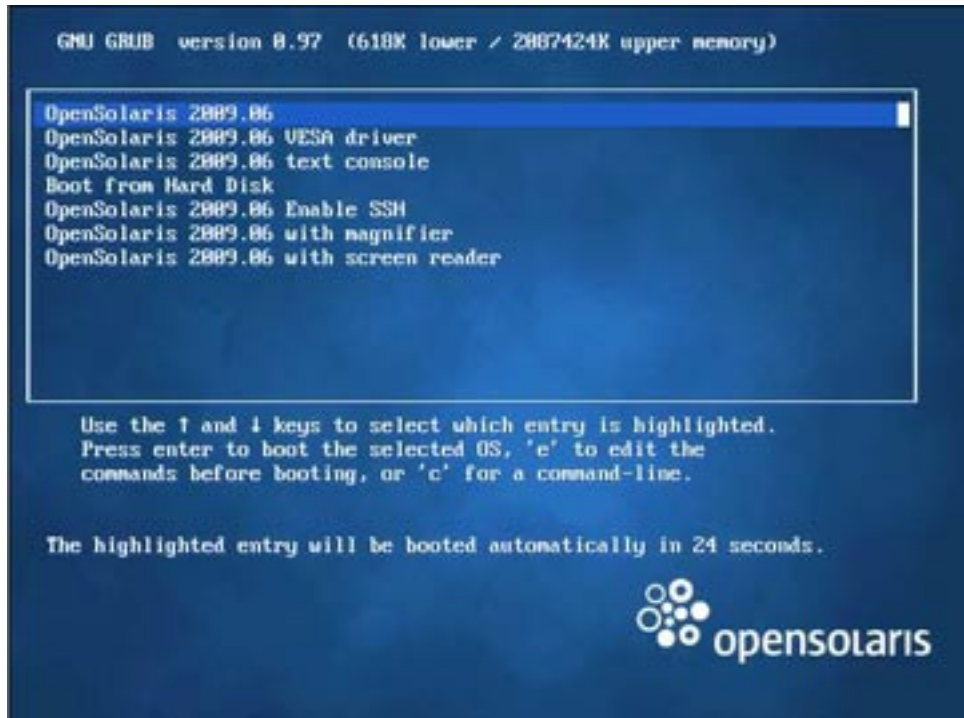 GNU GRUB version 0.97 (618K lower / 2087424K upper memory)
OpenSolaris 2009.06
OpenSolaris 2009.06 VESA driver
OpenSolaris 2009.06 text console
Boot from Hard Disk
OpenSolaris 2009.06 Enable SSH
OpenSolaris 2009.06 with magnifier
OpenSolaris 2009.06 with screen reader
Use the ↑ and ↓ keys to select which entry is highlighted.
Press enter to boot the selected OS, 'e' to edit the
commands before booting, or 'c' for a command-line.
The highlighted entry will be booted automatically in 24 seconds.
opensolaris